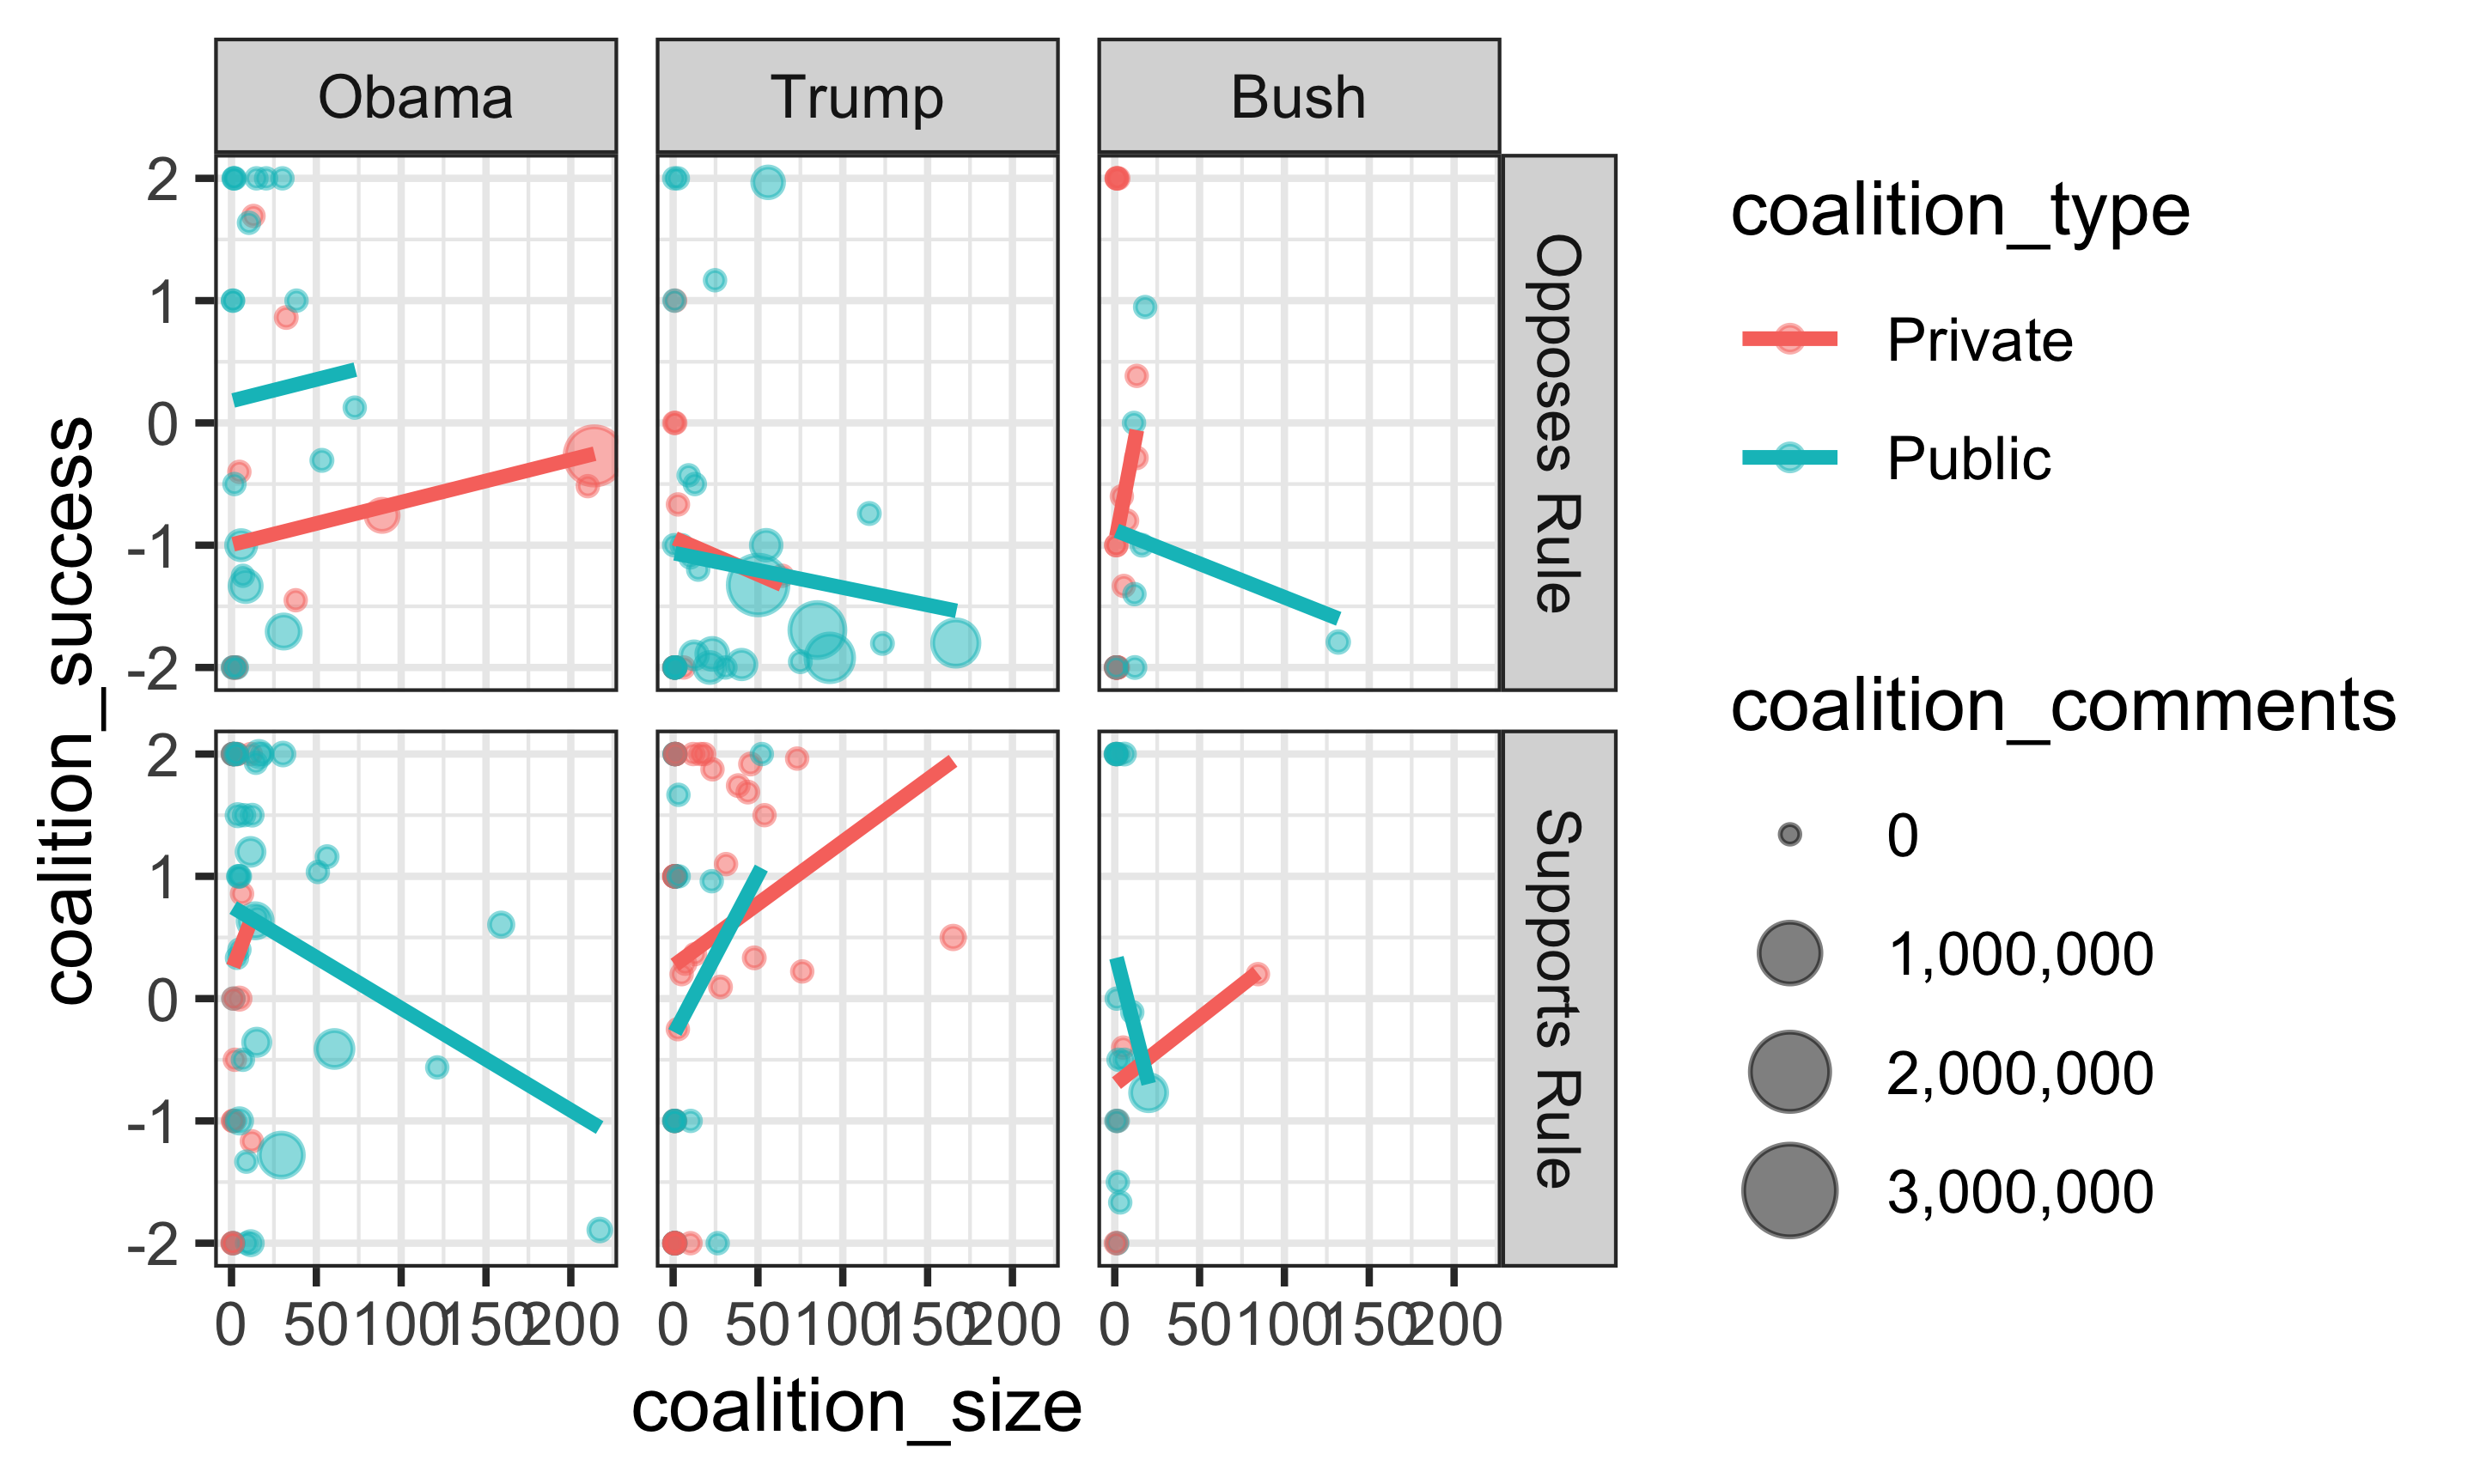 Obama Trump Bush
2
1
0
-1
-2
Opposes Rule
2
1
0
-1
-2
Supports Rule
0 50 100 150 200 0 50 100 150 200 0 50 100 150 200
coalition_size
coalition_success
coalition_type
Private
Public
coalition_comments
0
1,000,000
2,000,000
3,000,000